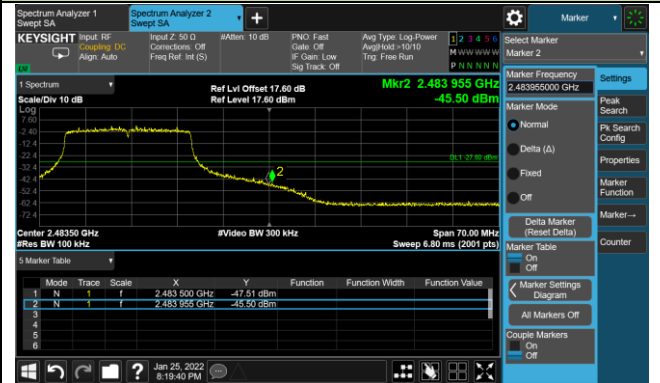 Spectrum Analyzer 1
Swept SA
Spectrum Analyzer 2
Swept SA
+
Marker
KEYSIGHT
Input: RF
Coupling: DC
Align: Auto
Input Z: 50 Ω
Corrections: Off
Freq Ref: Int (S)
#Atten: 10 dB
PNO: Fast
Gate: Off
IF Gain: Low
Sig Track: Off
Avg Type: Log-Power
Avg|Hold:>10/10
Trig: Free Run
1 2 3 4 5 6
M W W W W W
P N N N N N
Select Marker
Marker 2
1 Spectrum
Scale/Div 10 dB
Log
Ref Lvl Offset 17.60 dB
Ref Level 17.60 dBm
Mkr2 2.483 955 GHz
-45.50 dBm
7.60
-2.40
-12.4
-22.4
-32.4
-42.4
-52.4
-62.4
-72.4
DL1 -27.93 dBm
2
Center 2.48350 GHz
#Res BW 100 kHz
#Video BW 300 kHz
Span 70.00 MHz
Sweep 6.80 ms (2001 pts)
5 Marker Table
Mode Trace Scale X Y Function Function Width Function Value
1 N 1 f 2.483 500 GHz -47.51 dBm
2 N 1 f 2.483 955 GHz -45.50 dBm
3
4
5
6
Marker Frequency
2.483955000 GHz
Marker Mode
Normal
Delta (Δ)
Fixed
Off
Delta Marker
(Reset Delta)
Marker Table
On
Off
Marker Settings
Diagram
All Markers Off
Couple Markers
On
Off
Settings
Peak
Search
Pk Search
Config
Properties
Marker
Function
Marker→
Counter
?
Jan 25, 2022
8:19:40 PM